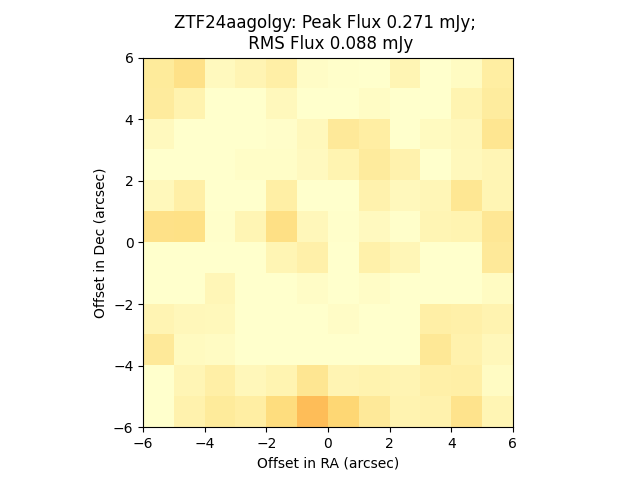 ZTF24aagolgy: Peak Flux 0.271 mJy;
RMS Flux 0.088 mJy
6
4
2
0
−2
−4
−6
Offset in Dec (arcsec)
−6 −4 −2 0 2 4 6
Offset in RA (arcsec)